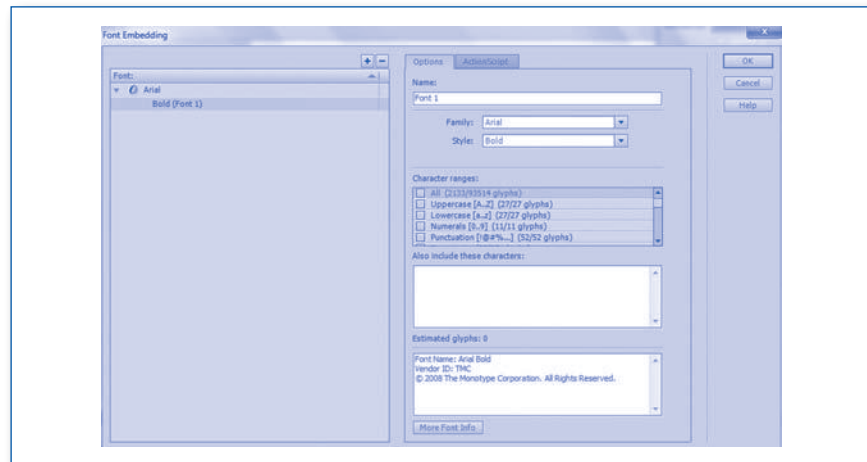 Font Embedding
Font:
Arial
Bold (Font 1)
Options
ActionScript
Name:
Font 1
Family: Arial
Style: Bold
Character ranges:
All (2133/93514 glyphs)
Uppercase [A..Z] (27/27 glyphs)
Lowercase [a..z] (27/27 glyphs)
Numerals [0..9] (11/11 glyphs)
Punctuation [!@#%...] (52/52 glyphs)
Also include these characters:
Estimated glyphs: 0
Font Name: Arial Bold
Vendor ID: TMC
© 2008 The Monotype Corporation. All Rights Reserved.
More Font Info
OK
Cancel
Help